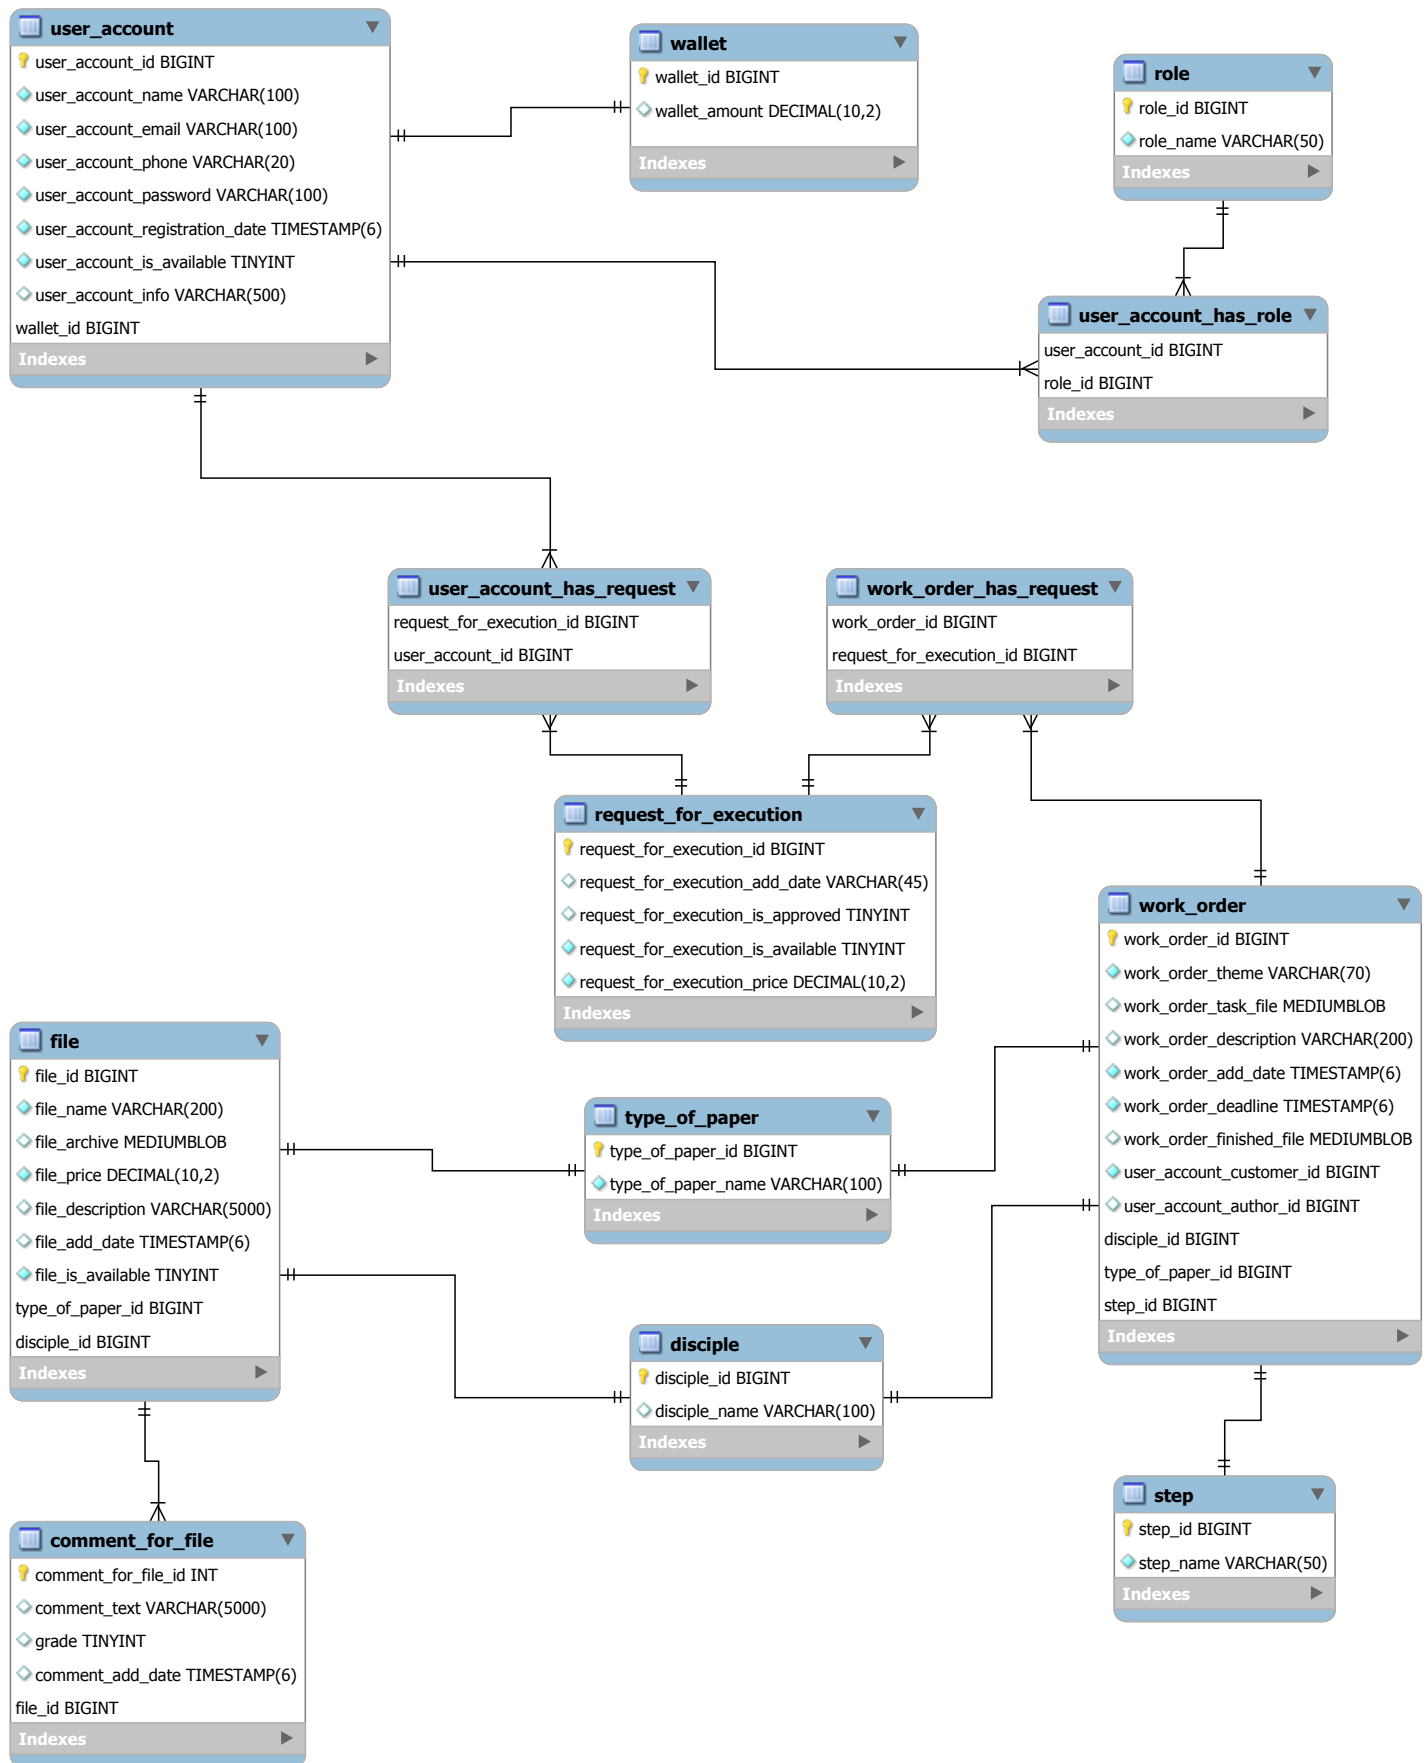 user_account
user_account_id BIGINT
user_account_name VARCHAR(100)
user_account_email VARCHAR(100)
user_account_phone VARCHAR(20)
user_account_password VARCHAR(100)
user_account_registration_date TIMESTAMP(6)
user_account_is_available TINYINT
user_account_info VARCHAR(500)
wallet_id BIGINT
Indexes
wallet
wallet_id BIGINT
wallet_amount DECIMAL(10,2)
Indexes
role
role_id BIGINT
role_name VARCHAR(50)
Indexes
user_account_has_role
user_account_id BIGINT
role_id BIGINT
Indexes
user_account_has_request
request_for_execution_id BIGINT
user_account_id BIGINT
Indexes
work_order_has_request
work_order_id BIGINT
request_for_execution_id BIGINT
Indexes
request_for_execution
request_for_execution_id BIGINT
request_for_execution_add_date VARCHAR(45)
request_for_execution_is_approved TINYINT
request_for_execution_is_available TINYINT
request_for_execution_price DECIMAL(10,2)
Indexes
work_order
work_order_id BIGINT
work_order_theme VARCHAR(70)
work_order_task_file MEDIUMBLOB
work_order_description VARCHAR(200)
work_order_add_date TIMESTAMP(6)
work_order_deadline TIMESTAMP(6)
work_order_finished_file MEDIUMBLOB
user_account_customer_id BIGINT
user_account_author_id BIGINT
disciple_id BIGINT
type_of_paper_id BIGINT
step_id BIGINT
Indexes
file
file_id BIGINT
file_name VARCHAR(200)
file_archive MEDIUMBLOB
file_price DECIMAL(10,2)
file_description VARCHAR(5000)
file_add_date TIMESTAMP(6)
file_is_available TINYINT
type_of_paper_id BIGINT
disciple_id BIGINT
Indexes
type_of_paper
type_of_paper_id BIGINT
type_of_paper_name VARCHAR(100)
Indexes
disciple
disciple_id BIGINT
disciple_name VARCHAR(100)
Indexes
comment_for_file
comment_for_file_id INT
comment_text VARCHAR(5000)
grade TINYINT
comment_add_date TIMESTAMP(6)
file_id BIGINT
Indexes
step
step_id BIGINT
step_name VARCHAR(50)
Indexes